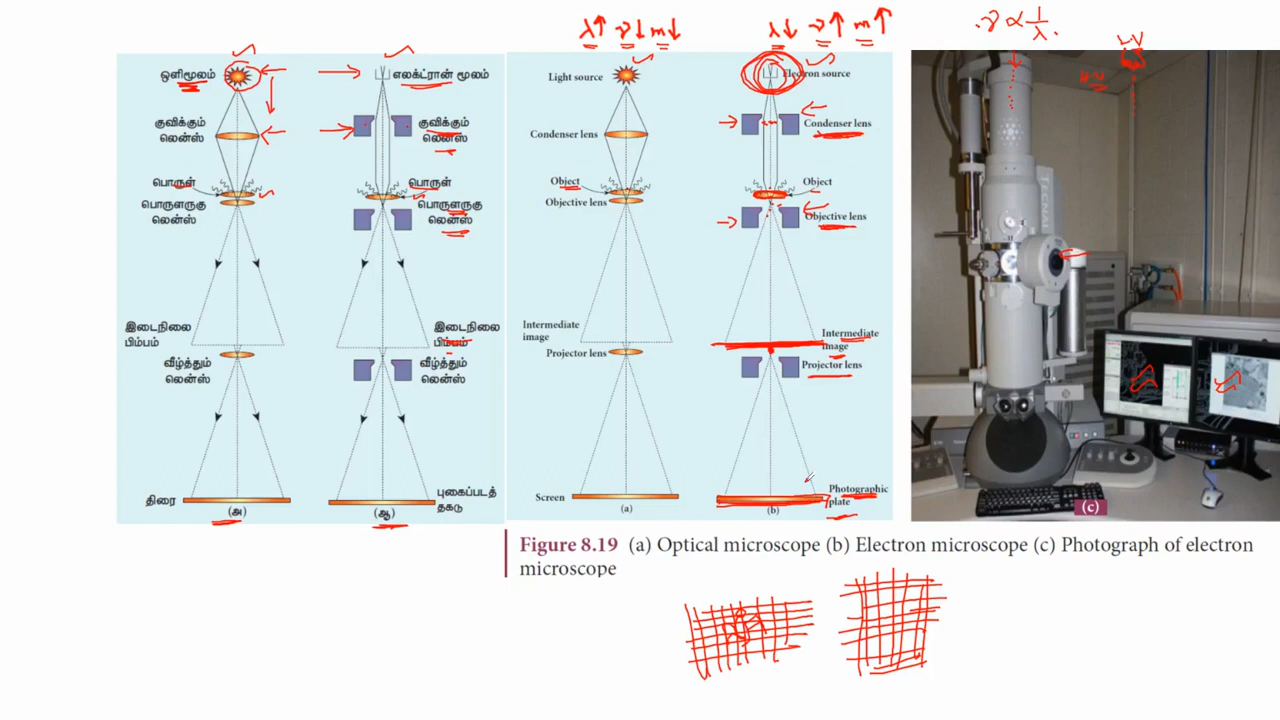 λ↑ ν↓ m↓
λ↓ ν↑ m↑
ν ∝ 1/λ
L-V
H-V
ஒளிமூலம்
எலக்ட்ரான் மூலம்
குவிக்கும்
லென்ஸ்
குவிக்கும்
லென்ஸ்
பொருள்
பொருள்
பொருளருகு
லென்ஸ்
பொருளருகு
லென்ஸ்
இடைநிலை
பிம்பம்
இடைநிலை
பிம்பம்
வீழ்த்தும்
லென்ஸ்
வீழ்த்தும்
லென்ஸ்
திரை
புகைப்படத்
தகடு
(அ)
(ஆ)
Light source
Electron source
Condenser lens
Condenser lens
Object
Object
Objective lens
Objective lens
Intermediate
image
Intermediate
image
Projector lens
Projector lens
Screen
Photographic
plate
(a)
(b)
TECNAI
(c)
Figure 8.19 (a) Optical microscope (b) Electron microscope (c) Photograph of electron
microscope